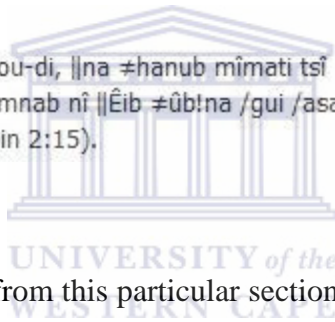 ou-di, ǁna ≠hanub mîmati tsî
mnab nî ǁÊib ≠ûb!na /gui /asa
in 2:15).
UNIVERSITY of the
from this particular section
WESTERN CAPE